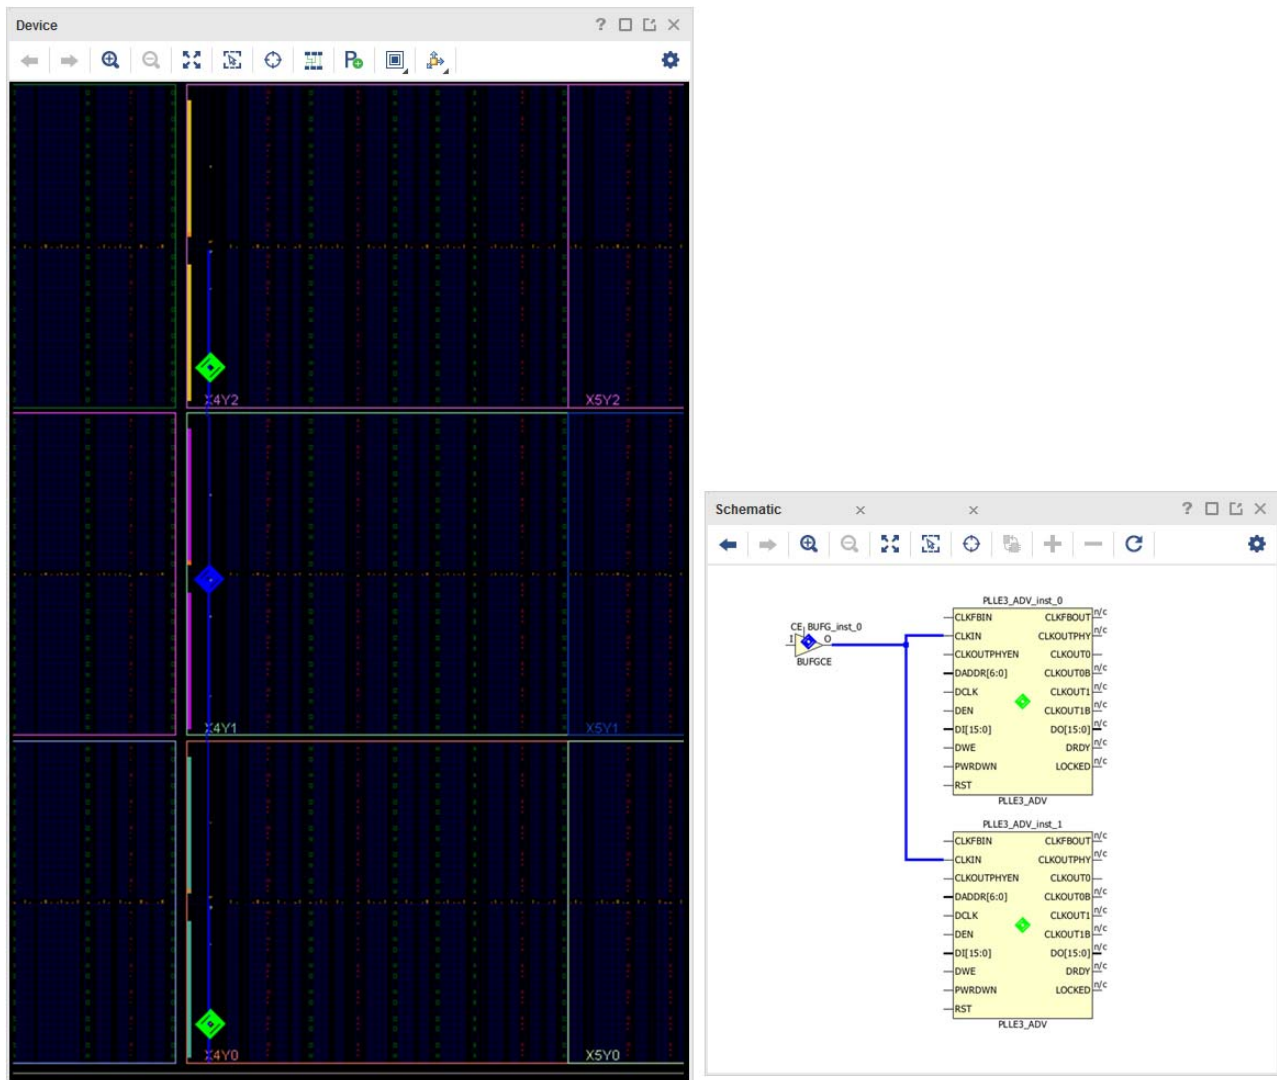 Device
X4Y2
X5Y2
X4Y1
X5Y1
X4Y0
X5Y0
Schematic
CE BUFG_inst_0
I O
BUFGCE
PLLE3_ADV_inst_0
CLKFBIN CLKFBOUT n/c
CLKIN CLKOUTPHY n/c
CLKOUTPHYEN CLKOUT0
DADDR[6:0] CLKOUT0B n/c
DCLK CLKOUT1 n/c
DEN CLKOUT1B n/c
DI[15:0] DO[15:0] n/c
DWE DRDY n/c
PWRDWN LOCKED n/c
RST
PLLE3_ADV
PLLE3_ADV_inst_1
CLKFBIN CLKFBOUT n/c
CLKIN CLKOUTPHY n/c
CLKOUTPHYEN CLKOUT0
DADDR[6:0] CLKOUT0B n/c
DCLK CLKOUT1 n/c
DEN CLKOUT1B n/c
DI[15:0] DO[15:0] n/c
DWE DRDY n/c
PWRDWN LOCKED n/c
RST
PLLE3_ADV